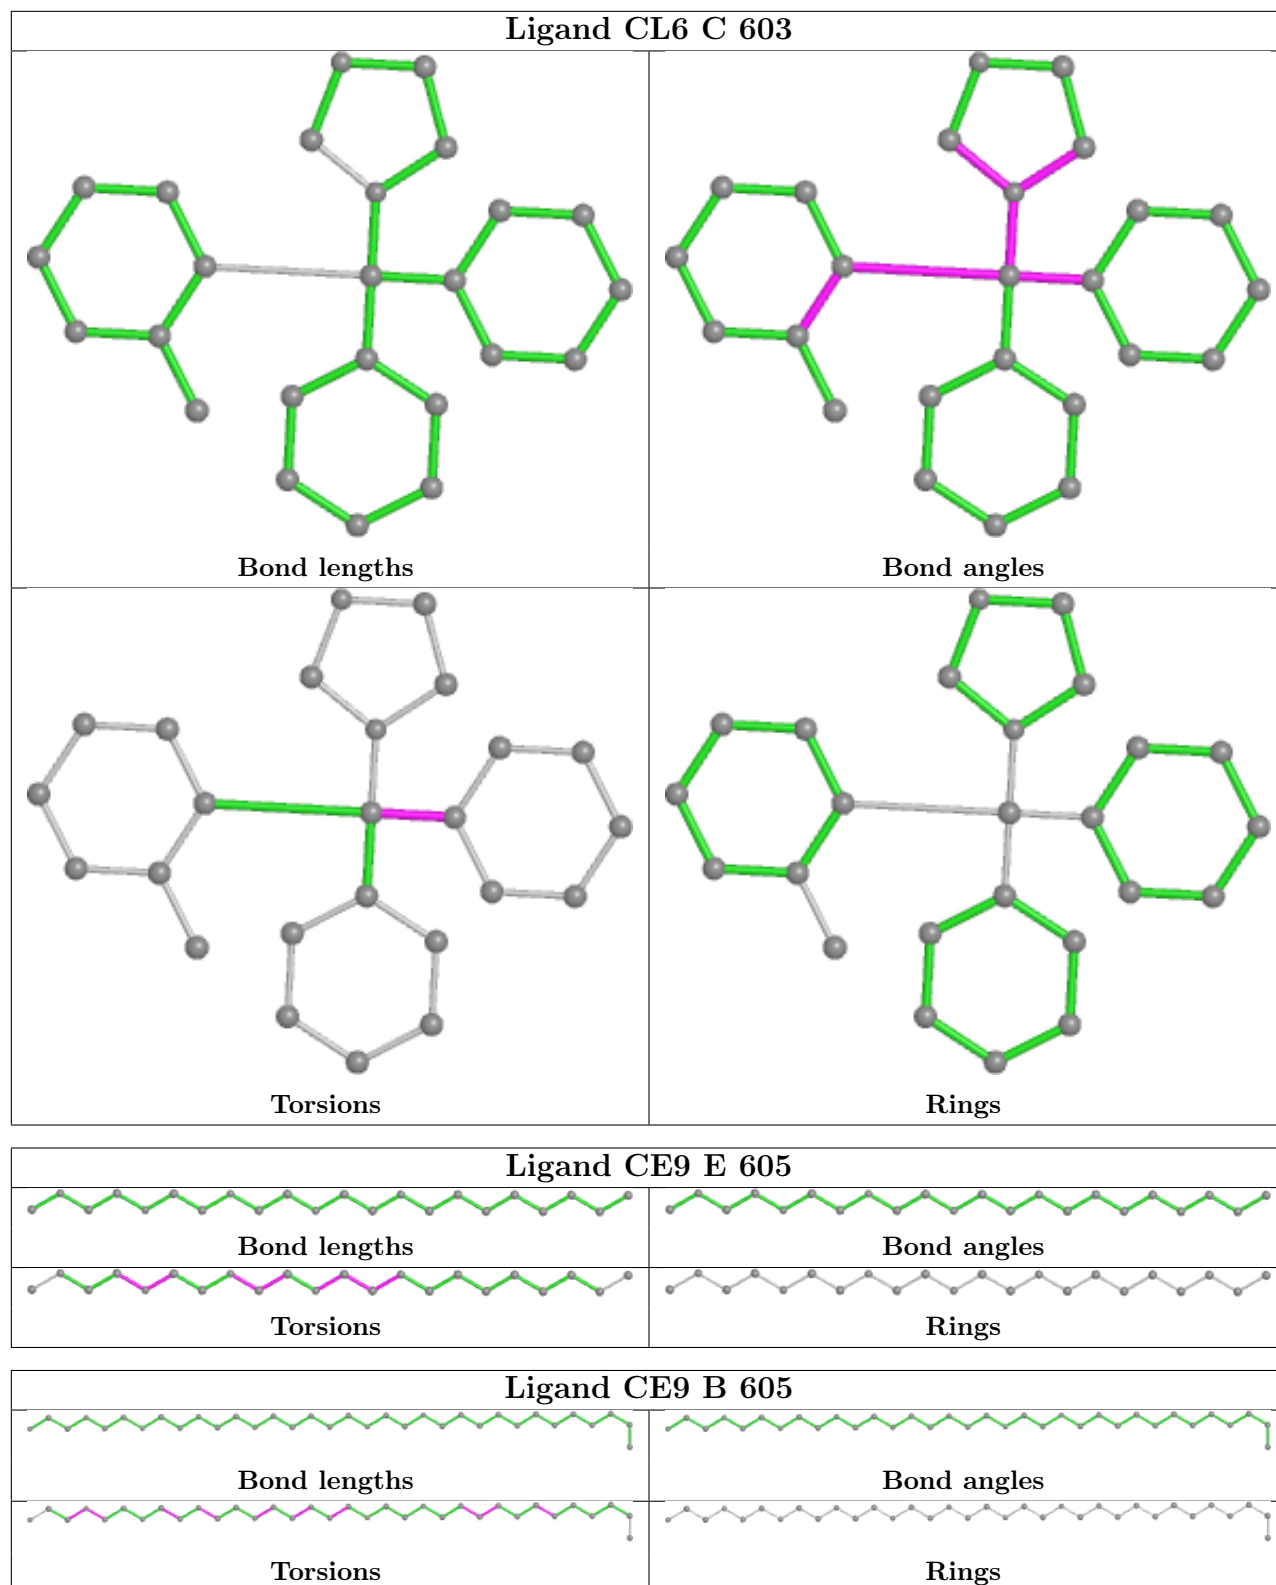 Ligand CL6 C 603
Bond lengths
Bond angles
Torsions
Rings
Ligand CE9 E 605
Bond lengths
Bond angles
Torsions
Rings
Ligand CE9 B 605
Bond lengths
Bond angles
Torsions
Rings